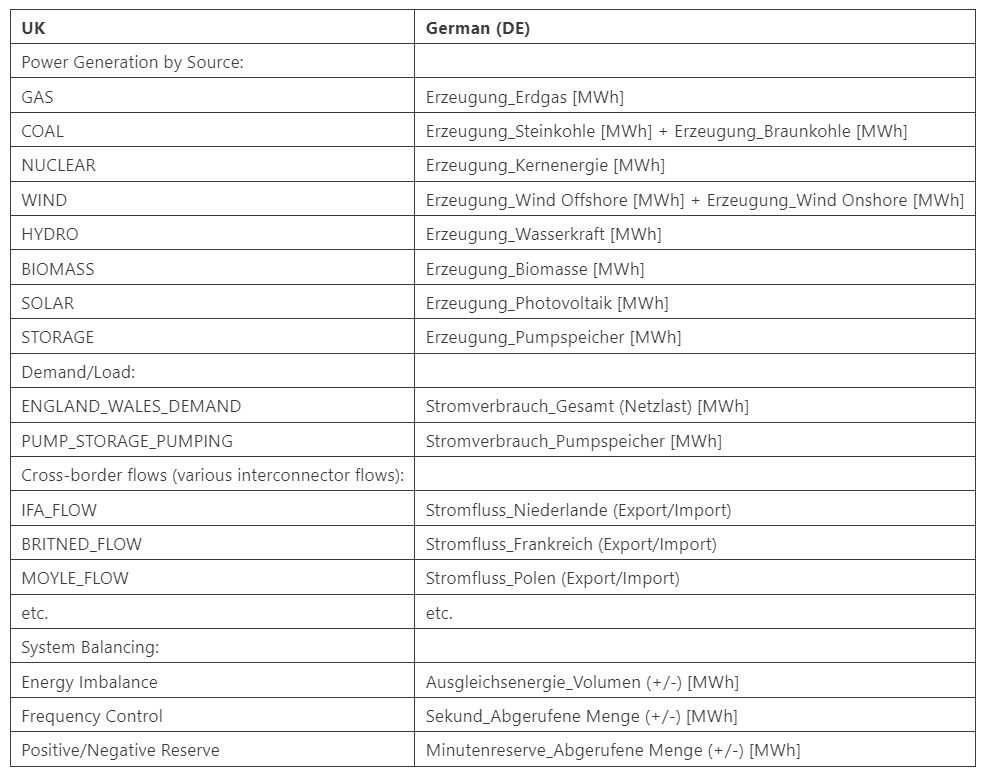 UK German (DE)
Power Generation by Source:
GAS Erzeugung_Erdgas [MWh]
COAL Erzeugung_Steinkohle [MWh] + Erzeugung_Braunkohle [MWh]
NUCLEAR Erzeugung_Kernenergie [MWh]
WIND Erzeugung_Wind Offshore [MWh] + Erzeugung_Wind Onshore [MWh]
HYDRO Erzeugung_Wasserkraft [MWh]
BIOMASS Erzeugung_Biomasse [MWh]
SOLAR Erzeugung_Photovoltaik [MWh]
STORAGE Erzeugung_Pumpspeicher [MWh]
Demand/Load:
ENGLAND_WALES_DEMAND Stromverbrauch_Gesamt (Netzlast) [MWh]
PUMP_STORAGE_PUMPING Stromverbrauch_Pumpspeicher [MWh]
Cross-border flows (various interconnector flows):
IFA_FLOW Stromfluss_Niederlande (Export/Import)
BRITNED_FLOW Stromfluss_Frankreich (Export/Import)
MOYLE_FLOW Stromfluss_Polen (Export/Import)
etc. etc.
System Balancing:
Energy Imbalance Ausgleichsenergie_Volumen (+/-) [MWh]
Frequency Control Sekund_Abgerufene Menge (+/-) [MWh]
Positive/Negative Reserve Minutenreserve_Abgerufene Menge (+/-) [MWh]